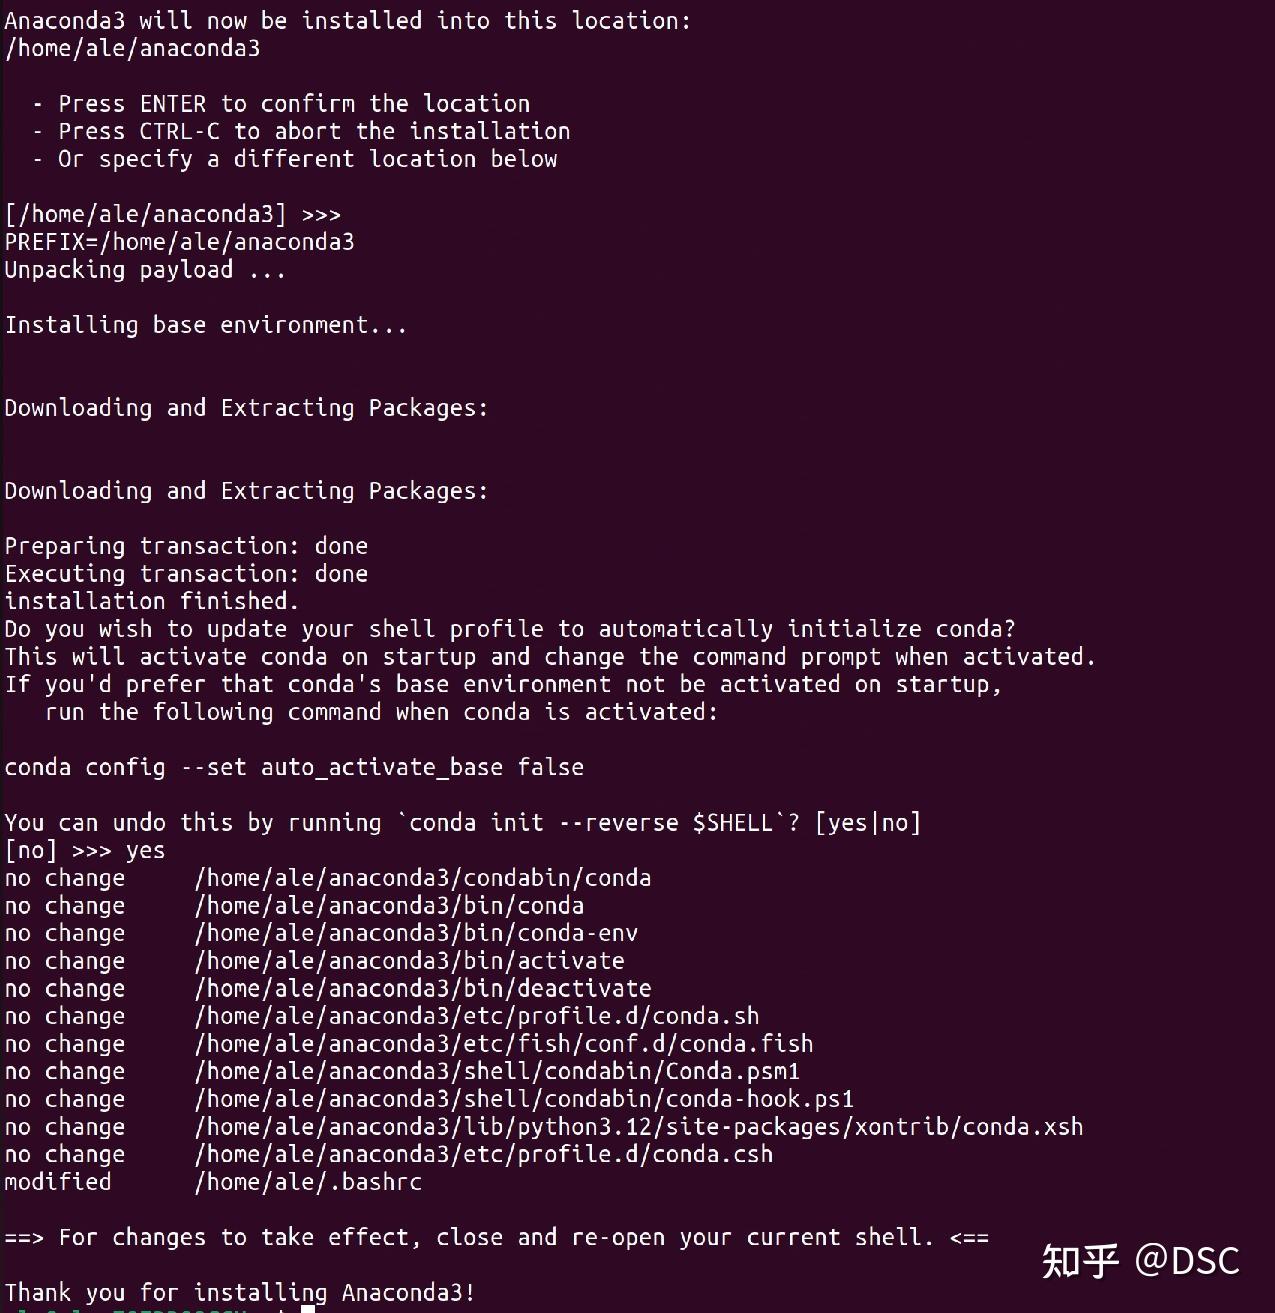 Anaconda3 will now be installed into this location:
/home/ale/anaconda3
- Press ENTER to confirm the location
- Press CTRL-C to abort the installation
- Or specify a different location below
[/home/ale/anaconda3] >>>
PREFIX=/home/ale/anaconda3
Unpacking payload ...
Installing base environment...
Downloading and Extracting Packages:
Downloading and Extracting Packages:
Preparing transaction: done
Executing transaction: done
installation finished.
Do you wish to update your shell profile to automatically initialize conda?
This will activate conda on startup and change the command prompt when activated.
If you'd prefer that conda's base environment not be activated on startup,
run the following command when conda is activated:
conda config --set auto_activate_base false
You can undo this by running `conda init --reverse $SHELL`? [yes|no]
[no] >>> yes
no change /home/ale/anaconda3/condabin/conda
no change /home/ale/anaconda3/bin/conda
no change /home/ale/anaconda3/bin/conda-env
no change /home/ale/anaconda3/bin/activate
no change /home/ale/anaconda3/bin/deactivate
no change /home/ale/anaconda3/etc/profile.d/conda.sh
no change /home/ale/anaconda3/etc/fish/conf.d/conda.fish
no change /home/ale/anaconda3/shell/condabin/Conda.psm1
no change /home/ale/anaconda3/shell/condabin/conda-hook.ps1
no change /home/ale/anaconda3/lib/python3.12/site-packages/xontrib/conda.xsh
no change /home/ale/anaconda3/etc/profile.d/conda.csh
modified /home/ale/.bashrc
==> For changes to take effect, close and re-open your current shell. <==
知乎 @DSC
Thank you for installing Anaconda3!